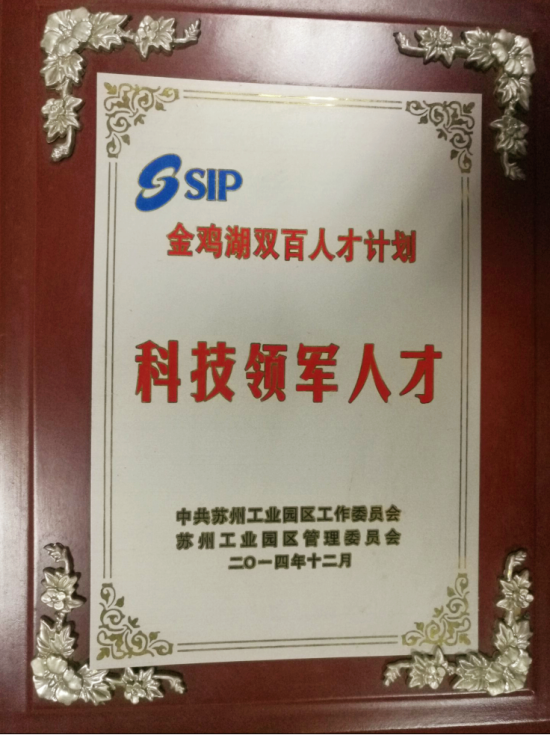 SIP
金鸡湖双百人才计划
科技领军人才
中共苏州工业园区工作委员会
苏州工业园区管理委员会
二〇一四年十二月